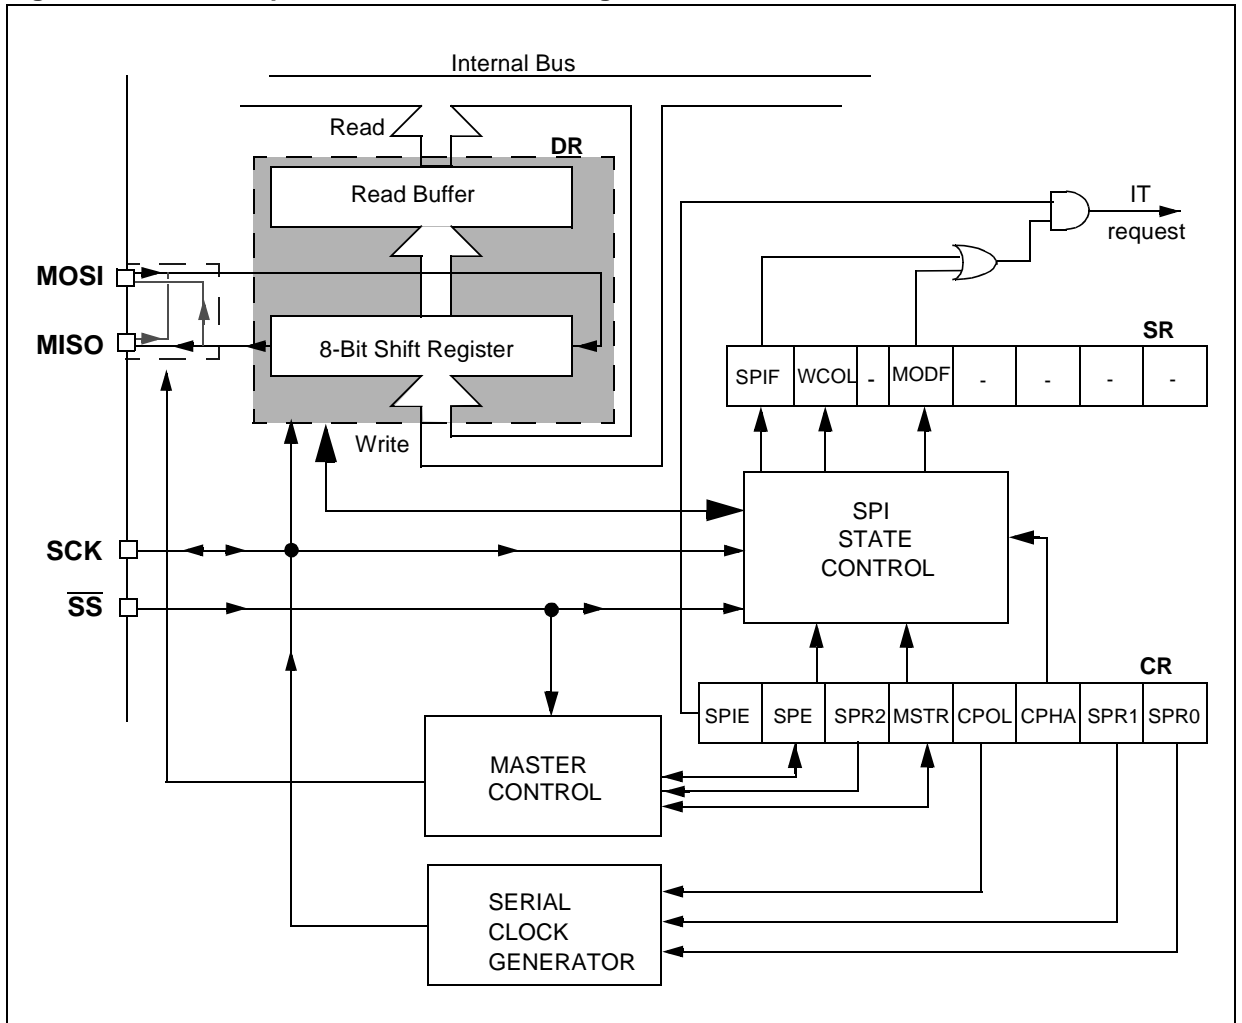 Internal Bus
Read
DR
Read Buffer
IT
request
MOSI
MISO
8-Bit Shift Register
SR
SPIF WCOL - MODF - - - -
Write
SPI
STATE
CONTROL
SCK
SS
CR
SPIE SPE SPR2 MSTR CPOL CPHA SPR1 SPR0
MASTER
CONTROL
SERIAL
CLOCK
GENERATOR